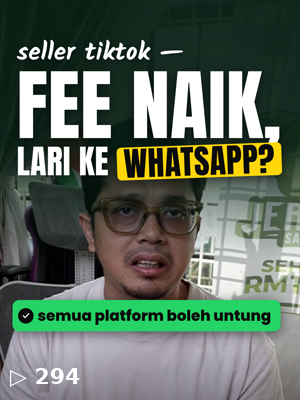 seller tiktok —
FEE NAIK,
LARI KE WHATSAPP?
semua platform boleh untung
294